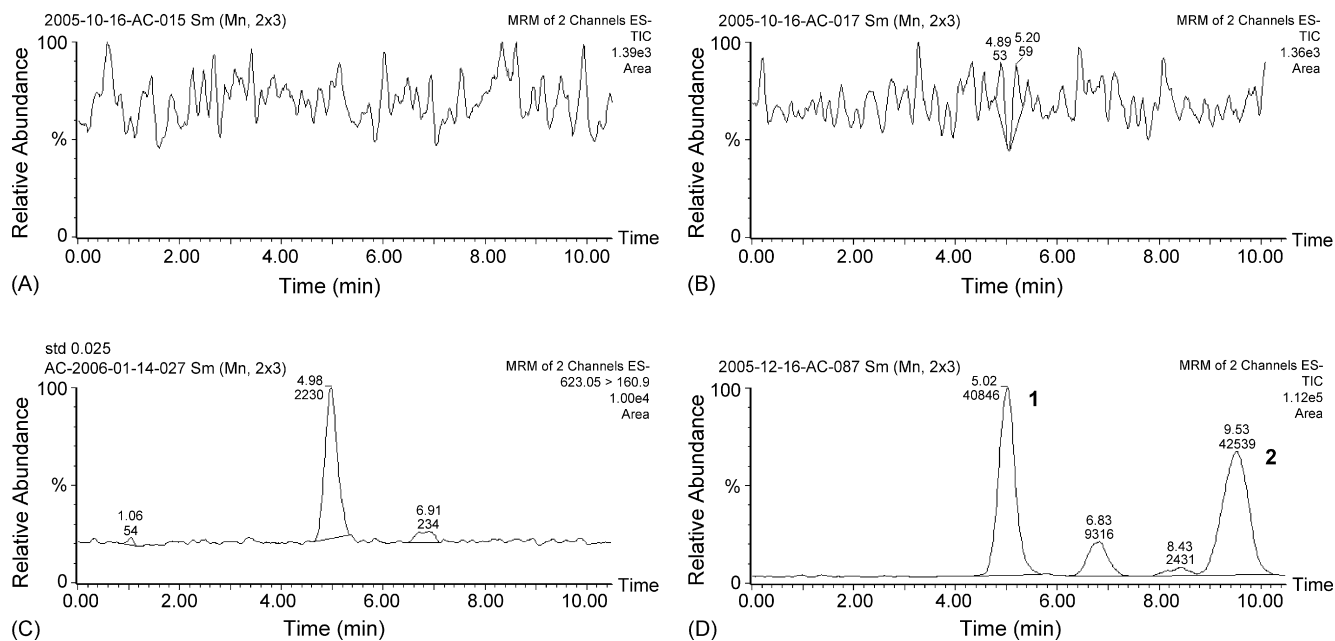 2005-10-16-AC-015 Sm (Mn, 2x3)
MRM of 2 Channels ES-
TIC
1.39e3
Area
100
%
0
Relative Abundance
0.00 2.00 4.00 6.00 8.00 10.00
Time
Time (min)
(A)
2005-10-16-AC-017 Sm (Mn, 2x3)
MRM of 2 Channels ES-
TIC
1.36e3
Area
4.89
53
5.20
59
100
%
0
Relative Abundance
0.00 2.00 4.00 6.00 8.00 10.00
Time
Time (min)
(B)
std 0.025
AC-2006-01-14-027 Sm (Mn, 2x3)
MRM of 2 Channels ES-
623.05 > 160.9
1.00e4
Area
4.98
2230
1.06
54
6.91
234
100
%
0
Relative Abundance
0.00 2.00 4.00 6.00 8.00 10.00
Time
Time (min)
(C)
2005-12-16-AC-087 Sm (Mn, 2x3)
MRM of 2 Channels ES-
TIC
1.12e5
Area
5.02
40846
1
6.83
9316
8.43
2431
9.53
42539
2
100
%
0
Relative Abundance
0.00 2.00 4.00 6.00 8.00 10.00
Time
Time (min)
(D)